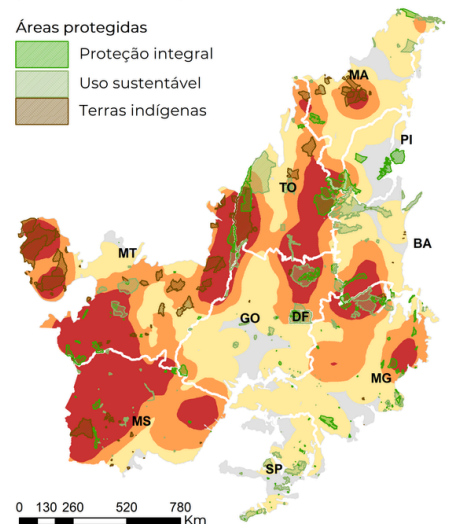 Áreas protegidas
Proteção integral
Uso sustentável
Terras indígenas
MA
PI
TO
BA
MT
GO
DF
MG
MS
SP
0 130 260 520 780
Km